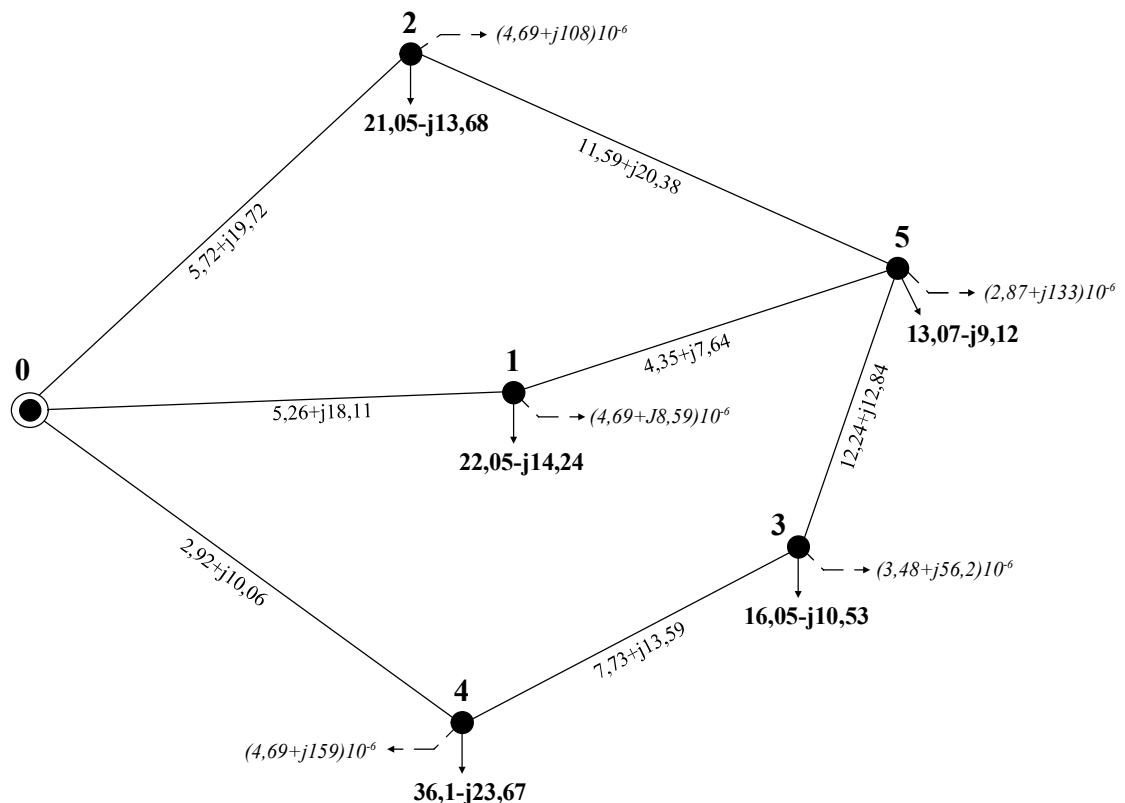 2
(4,69+j108)10⁻⁶
21,05-j13,68
11,59+j20,38
5,72+j19,72
5
(2,87+j133)10⁻⁶
13,07-j9,12
0
1
4,35+j7,64
5,26+j18,11
(4,69+J8,59)10⁻⁶
22,05-j14,24
12,24+j12,84
3
(3,48+j56,2)10⁻⁶
16,05-j10,53
2,92+j10,06
7,73+j13,59
4
(4,69+j159)10⁻⁶
36,1-j23,67